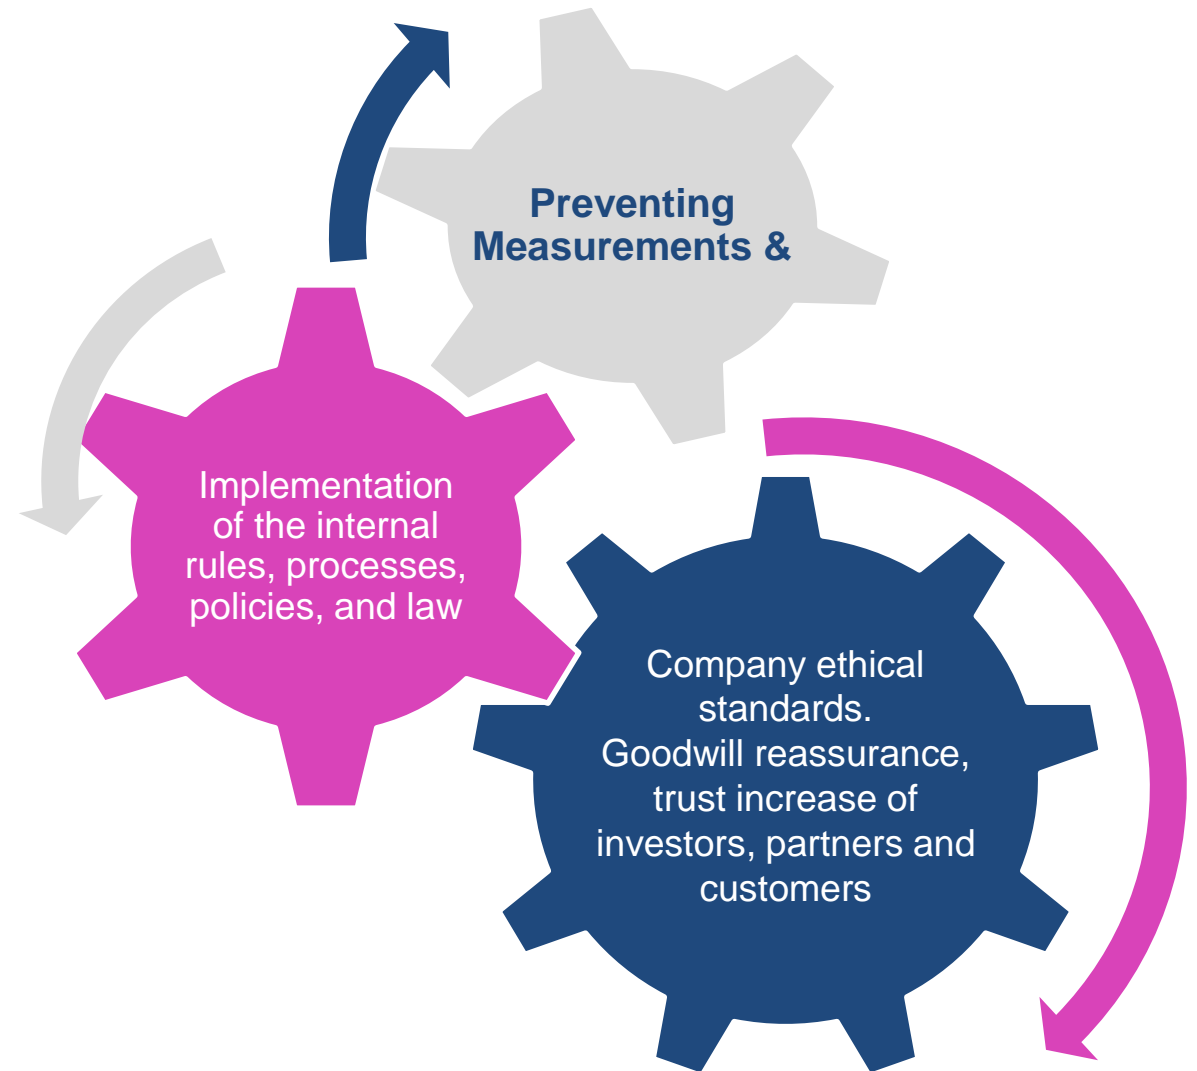 Preventing
Measurements &
Implementation
of the internal
rules, processes,
policies, and law
Company ethical
standards.
Goodwill reassurance,
trust increase of
investors, partners and
customers